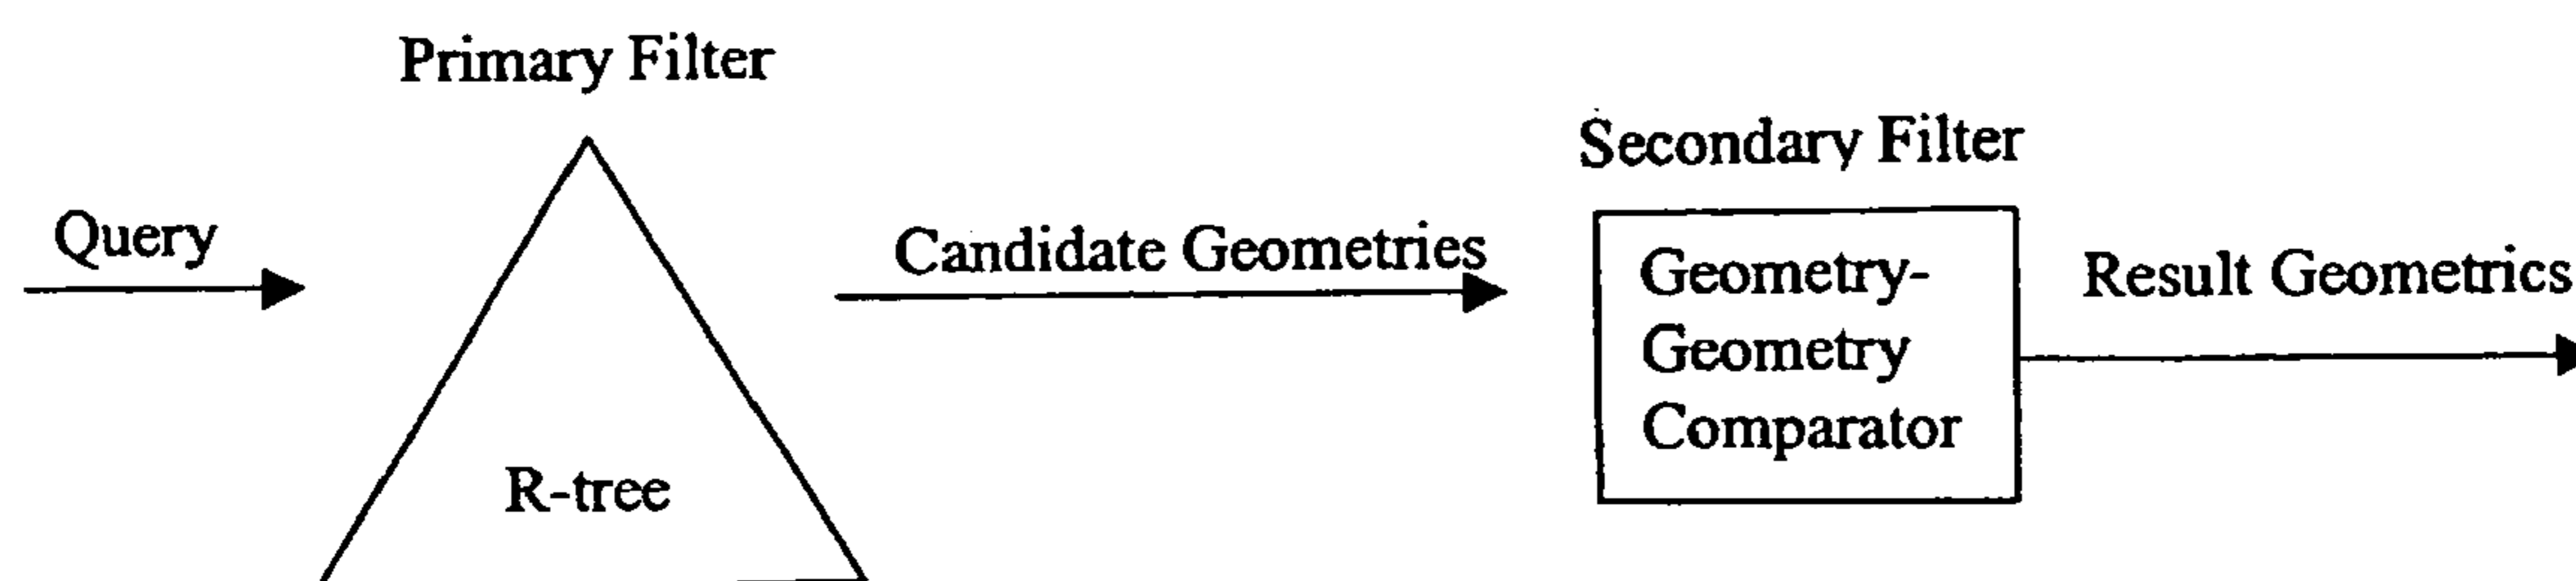 Primary Filter
Query
R-tree
Candidate Geometries
Secondary Filter
Geometry-
Geometry
Comparator
Result Geometrics